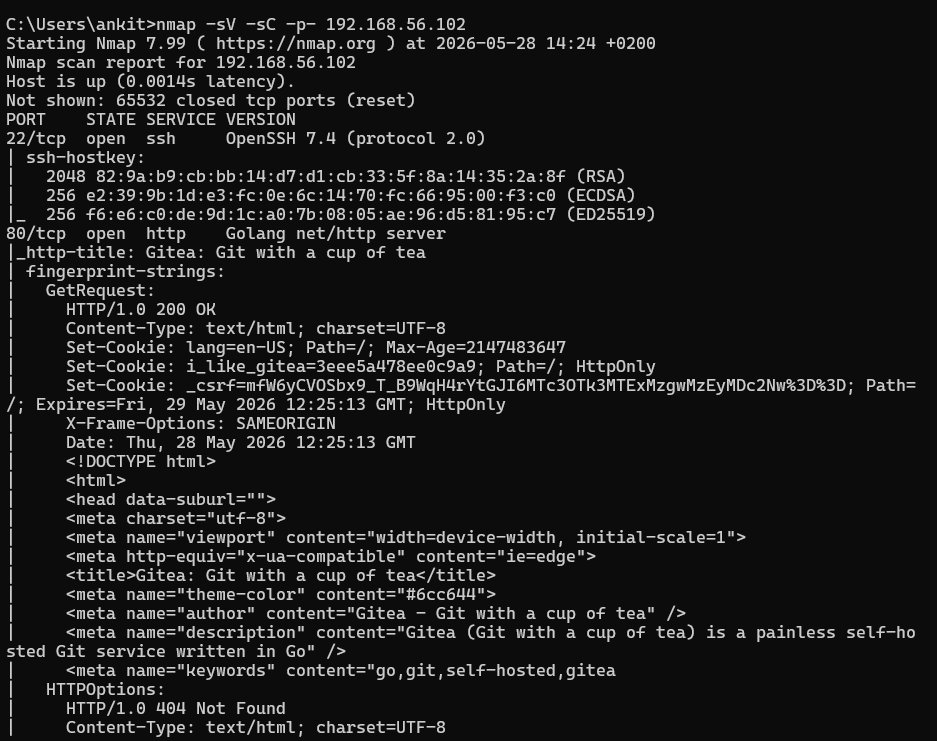 C:\Users\ankit>nmap -sV -sC -p- 192.168.56.102
Starting Nmap 7.99 ( https://nmap.org ) at 2026-05-28 14:24 +0200
Nmap scan report for 192.168.56.102
Host is up (0.0014s latency).
Not shown: 65532 closed tcp ports (reset)
PORT    STATE SERVICE VERSION
22/tcp  open  ssh     OpenSSH 7.4 (protocol 2.0)
| ssh-hostkey:
|   2048 82:9a:b9:cb:bb:14:d7:d1:cb:33:5f:8a:14:35:2a:8f (RSA)
|   256 e2:39:9b:1d:e3:fc:0e:6c:14:70:fc:66:95:00:f3:c0 (ECDSA)
|_  256 f6:e6:c0:de:9d:1c:a0:7b:08:05:ae:96:d5:81:95:c7 (ED25519)
80/tcp  open  http    Golang net/http server
|_http-title: Gitea: Git with a cup of tea
| fingerprint-strings:
|   GetRequest:
|     HTTP/1.0 200 OK
|     Content-Type: text/html; charset=UTF-8
|     Set-Cookie: lang=en-US; Path=/; Max-Age=2147483647
|     Set-Cookie: i_like_gitea=3eee5a478ee0c9a9; Path=/; HttpOnly
|     Set-Cookie: _csrf=mfW6yCVOSbx9_T_B9WqH4rYtGJI6MTc3OTk3MTExMzgwMzEyMDc2Nw%3D%3D; Path=
/; Expires=Fri, 29 May 2026 12:25:13 GMT; HttpOnly
|     X-Frame-Options: SAMEORIGIN
|     Date: Thu, 28 May 2026 12:25:13 GMT
|     <!DOCTYPE html>
|     <html>
|     <head data-suburl="">
|     <meta charset="utf-8">
|     <meta name="viewport" content="width=device-width, initial-scale=1">
|     <meta http-equiv="x-ua-compatible" content="ie=edge">
|     <title>Gitea: Git with a cup of tea</title>
|     <meta name="theme-color" content="#6cc644">
|     <meta name="author" content="Gitea - Git with a cup of tea" />
|     <meta name="description" content="Gitea (Git with a cup of tea) is a painless self-ho
sted Git service written in Go" />
|     <meta name="keywords" content="go,git,self-hosted,gitea
|   HTTPOptions:
|     HTTP/1.0 404 Not Found
|     Content-Type: text/html; charset=UTF-8